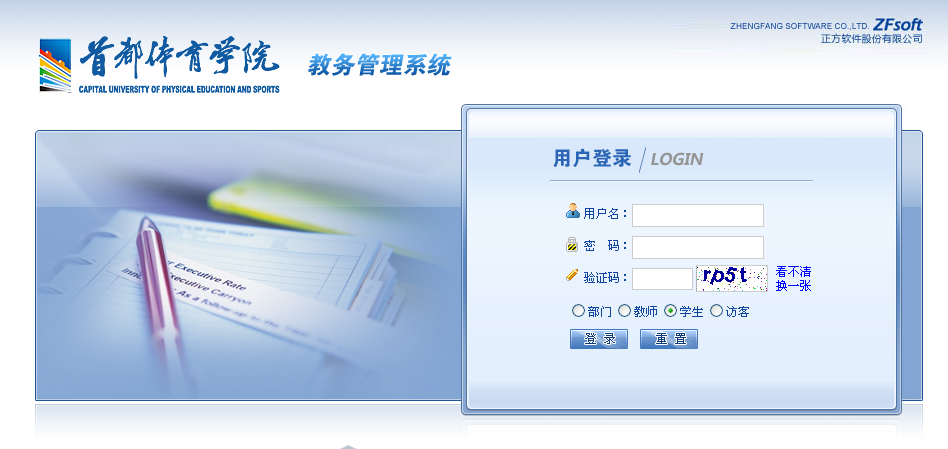 ZHENGFANG SOFTWARE CO.,LTD. ZFsoft
正方软件股份有限公司
首都体育学院
CAPITAL UNIVERSITY OF PHYSICAL EDUCATION AND SPORTS
教务管理系统
用户登录 / LOGIN
用户名：
密 码：
验证码： rp5t 看不清
换一张
部门 教师 学生 访客
登 录 重 置
Executive Rate
Executive Carryon
As a follow-up to the